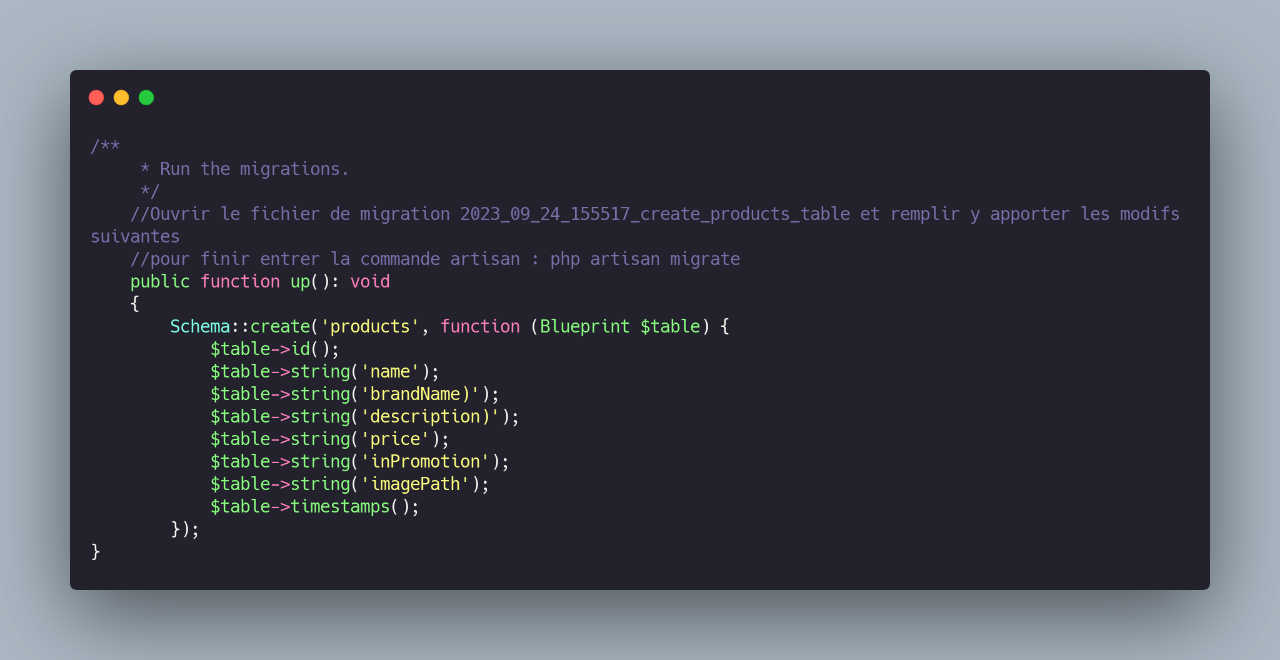 /**
     * Run the migrations.
     */
    //Ouvrir le fichier de migration 2023_09_24_155517_create_products_table et remplir y apporter les modifs
suivantes
    //pour finir entrer la commande artisan : php artisan migrate
    public function up(): void
    {
        Schema::create('products', function (Blueprint $table) {
            $table->id();
            $table->string('name');
            $table->string('brandName)');
            $table->string('description)');
            $table->string('price');
            $table->string('inPromotion');
            $table->string('imagePath');
            $table->timestamps();
        });
}